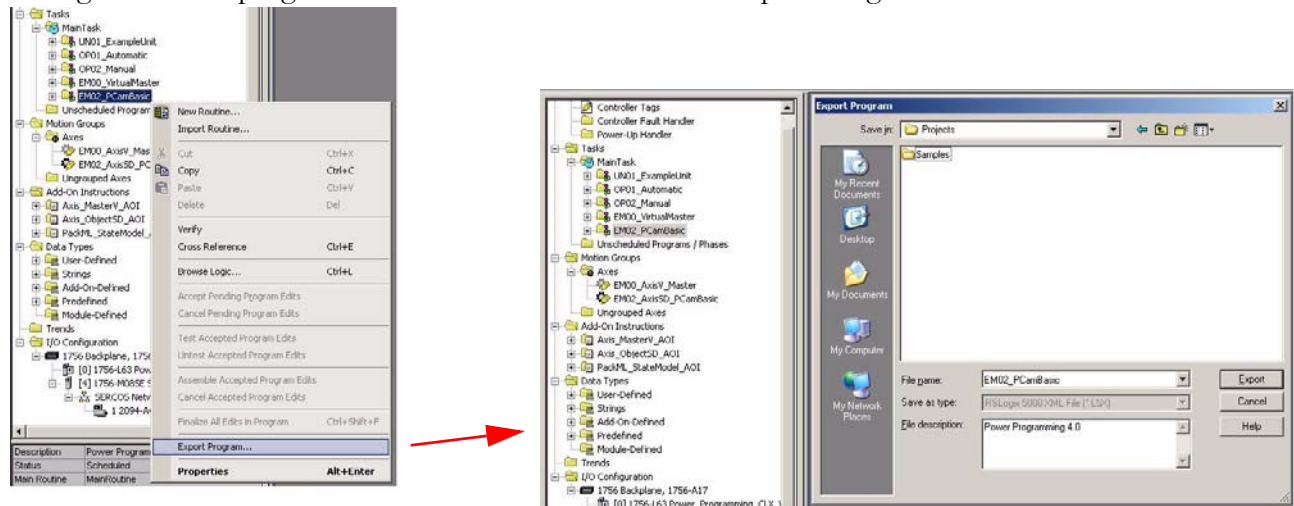 Tasks
MainTask
UN01_ExampleUnit
OP01_Automatic
OP02_Manual
EM00_VirtualMaster
EM02_PCamBasic
Unscheduled Program
Motion Groups
Axes
EM00_AxisV_Mas
EM02_AxisSD_PC
Ungrouped Axes
Add-On Instructions
Axis_MasterV_AOI
Axis_ObjectSD_AOI
PackML_StateModel_
Data Types
User-Defined
Strings
Add-On-Defined
Predefined
Module-Defined
Trends
I/O Configuration
1756 Backplane, 1756
[0] 1756-L63 Pow
[4] 1756-M08SE S
SERCOS Netw
1 2094-A
Description Power Program
Status Scheduled
Main Routine MainRoutine
New Routine...
Import Routine...
Cut Ctrl+X
Copy Ctrl+C
Paste Ctrl+V
Delete Del
Verify
Cross Reference Ctrl+E
Browse Logic... Ctrl+L
Accept Pending Program Edits
Cancel Pending Program Edits
Test Accepted Program Edits
Untest Accepted Program Edits
Assemble Accepted Program Edits
Cancel Accepted Program Edits
Finalize All Edits in Program Ctrl+Shift+F
Export Program...
Properties Alt+Enter
Controller Tags
Controller Fault Handler
Power-Up Handler
Tasks
MainTask
UN01_ExampleUnit
OP01_Automatic
OP02_Manual
EM00_VirtualMaster
EM02_PCamBasic
Unscheduled Programs / Phases
Motion Groups
Axes
EM00_AxisV_Master
EM02_AxisSD_PCamBasic
Ungrouped Axes
Add-On Instructions
Axis_MasterV_AOI
Axis_ObjectSD_AOI
PackML_StateModel_AOI
Data Types
User-Defined
Strings
Add-On-Defined
Predefined
Module-Defined
Trends
I/O Configuration
1756 Backplane, 1756-A17
[0] 1756-L63 Power_Programming_CLX_
Export Program
Save in: Projects
Samples
My Recent Documents
Desktop
My Documents
My Computer
My Network Places
File name: EM02_PCamBasic Export
Save as type: RSLogix 5000 XML File (*.L5X) Cancel
File description: Power Programming 4.0 Help